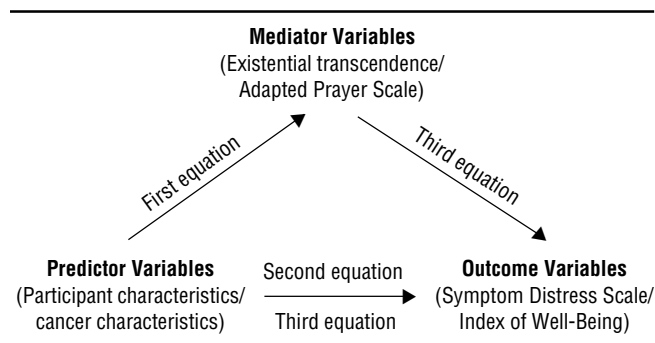 Mediator Variables
(Existential transcendence/
Adapted Prayer Scale)
First equation
Third equation
Predictor Variables
(Participant characteristics/
cancer characteristics)
Second equation
Third equation
Outcome Variables
(Symptom Distress Scale/
Index of Well-Being)